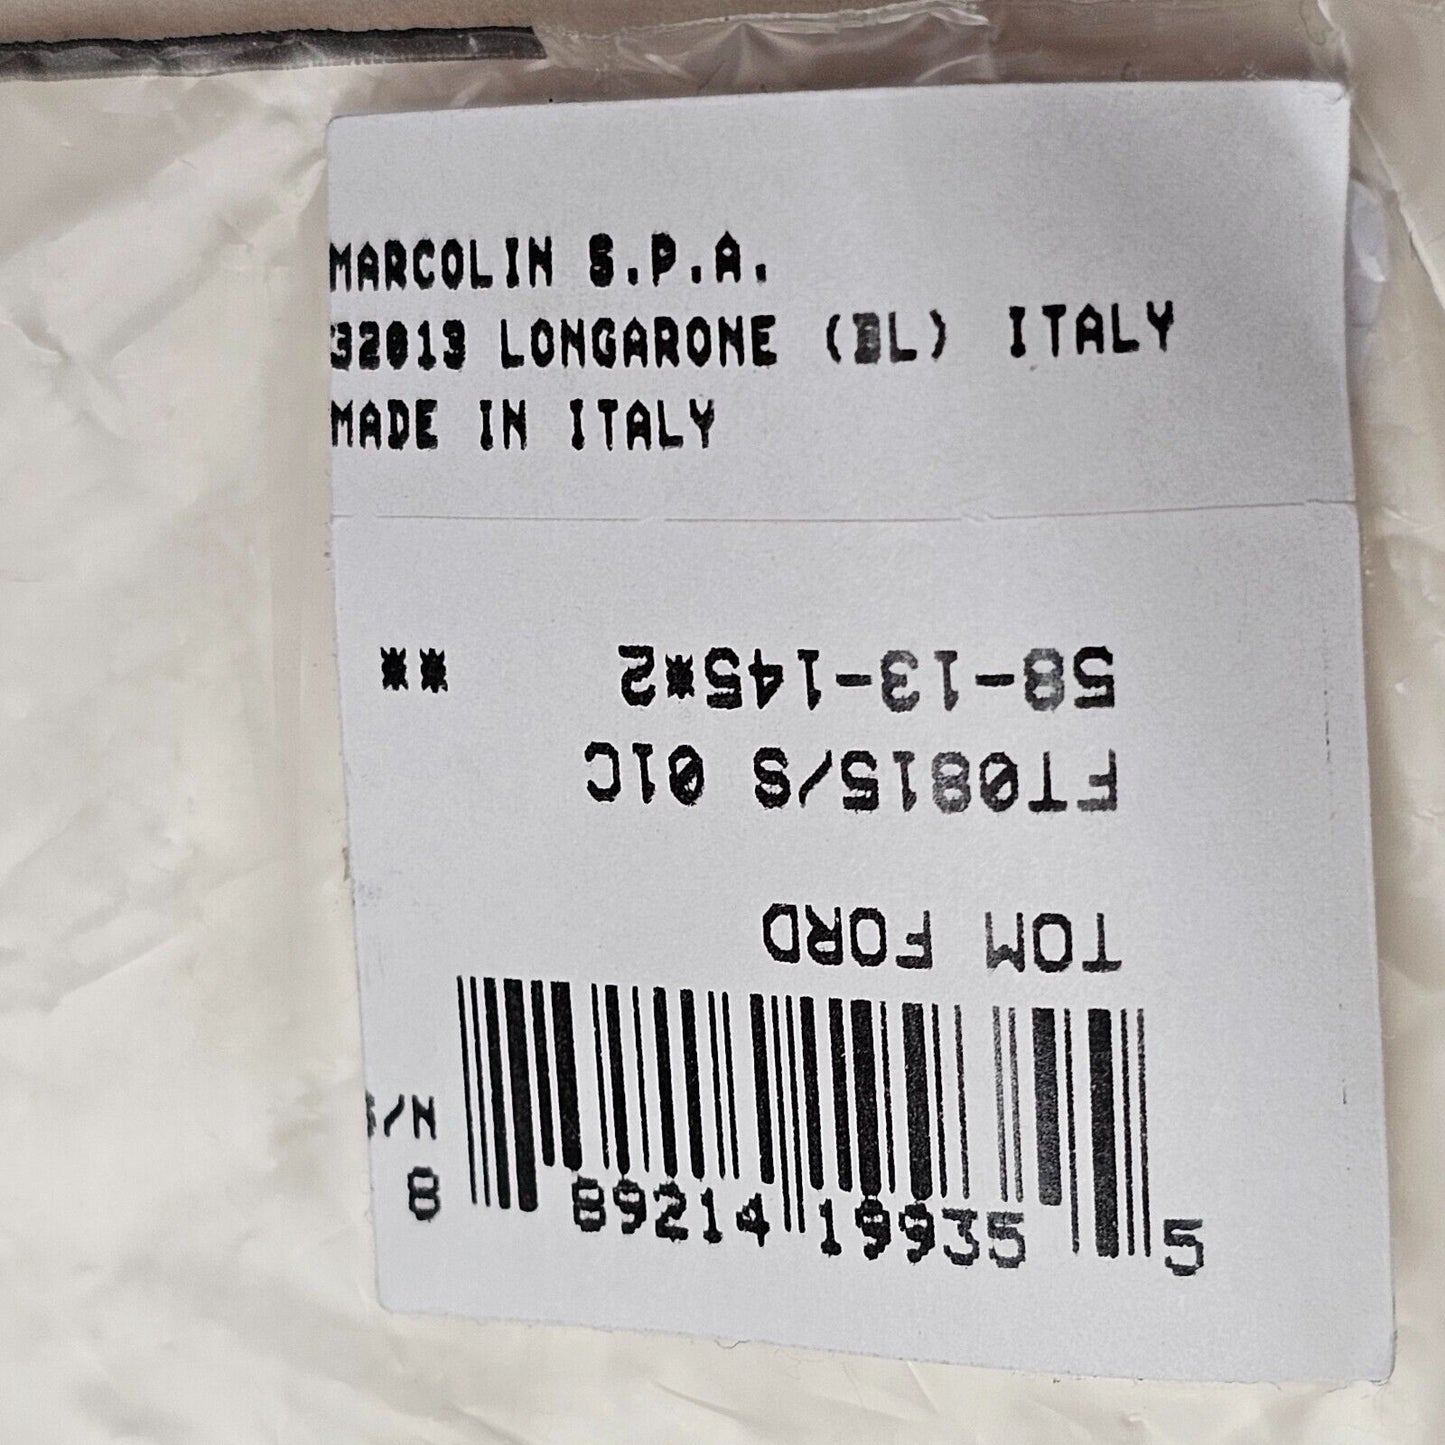 MARCOLIN S.P.A.
32013 LONGARONE (BL) ITALY
MADE IN ITALY
58-13-145*2 **
FT0815/S 01C
TOM FORD
S/N
8 89214 19935 5